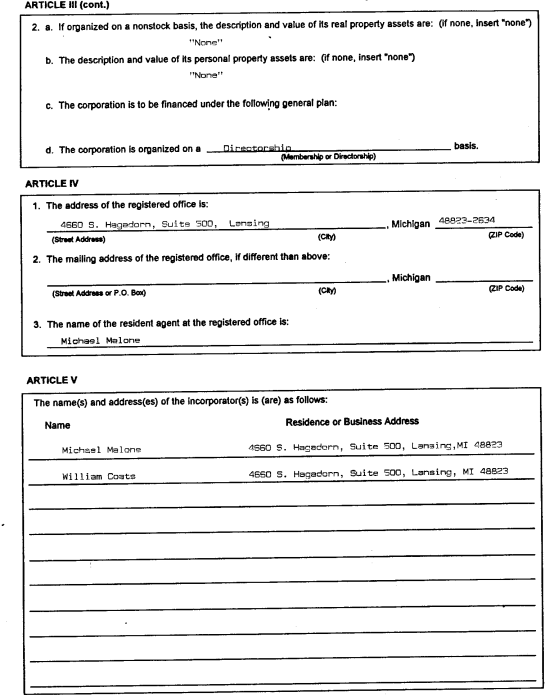 ARTICLE III (cont.)
2. a. If organized on a nonstock basis, the description and value of its real property assets are: (if none, insert "none")
"None"
b. The description and value of its personal property assets are: (if none, insert "none")
"None"
c. The corporation is to be financed under the following general plan:
d. The corporation is organized on a Directorship basis.
(Membership or Directorship)
ARTICLE IV
1. The address of the registered office is:
4660 S. Hagadorn, Suite 500, Lansing , Michigan 48823-2634
(Street Address) (City) (ZIP Code)
2. The mailing address of the registered office, if different than above:
, Michigan
(Street Address or P.O. Box) (City) (ZIP Code)
3. The name of the resident agent at the registered office is:
Michael Malone
ARTICLE V
The name(s) and address(es) of the incorporator(s) is (are) as follows:
Name Residence or Business Address
Michael Malone 4660 S. Hagadorn, Suite 500, Lansing,MI 48823
William Coats 4660 S. Hagadorn, Suite 500, Lansing, MI 48823